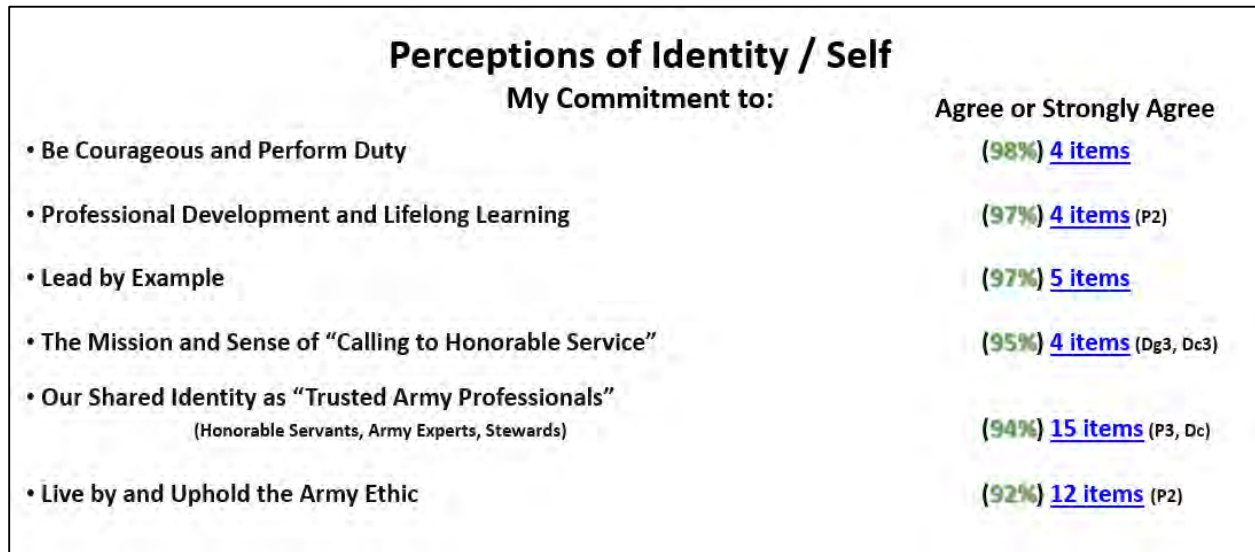 Perceptions of Identity / Self
My Commitment to:
Agree or Strongly Agree
• Be Courageous and Perform Duty (98%) 4 items
• Professional Development and Lifelong Learning (97%) 4 items (P2)
• Lead by Example (97%) 5 items
• The Mission and Sense of “Calling to Honorable Service” (95%) 4 items (Dg3, Dc3)
• Our Shared Identity as “Trusted Army Professionals”
(Honorable Servants, Army Experts, Stewards) (94%) 15 items (P3, Dc)
• Live by and Uphold the Army Ethic (92%) 12 items (P2)